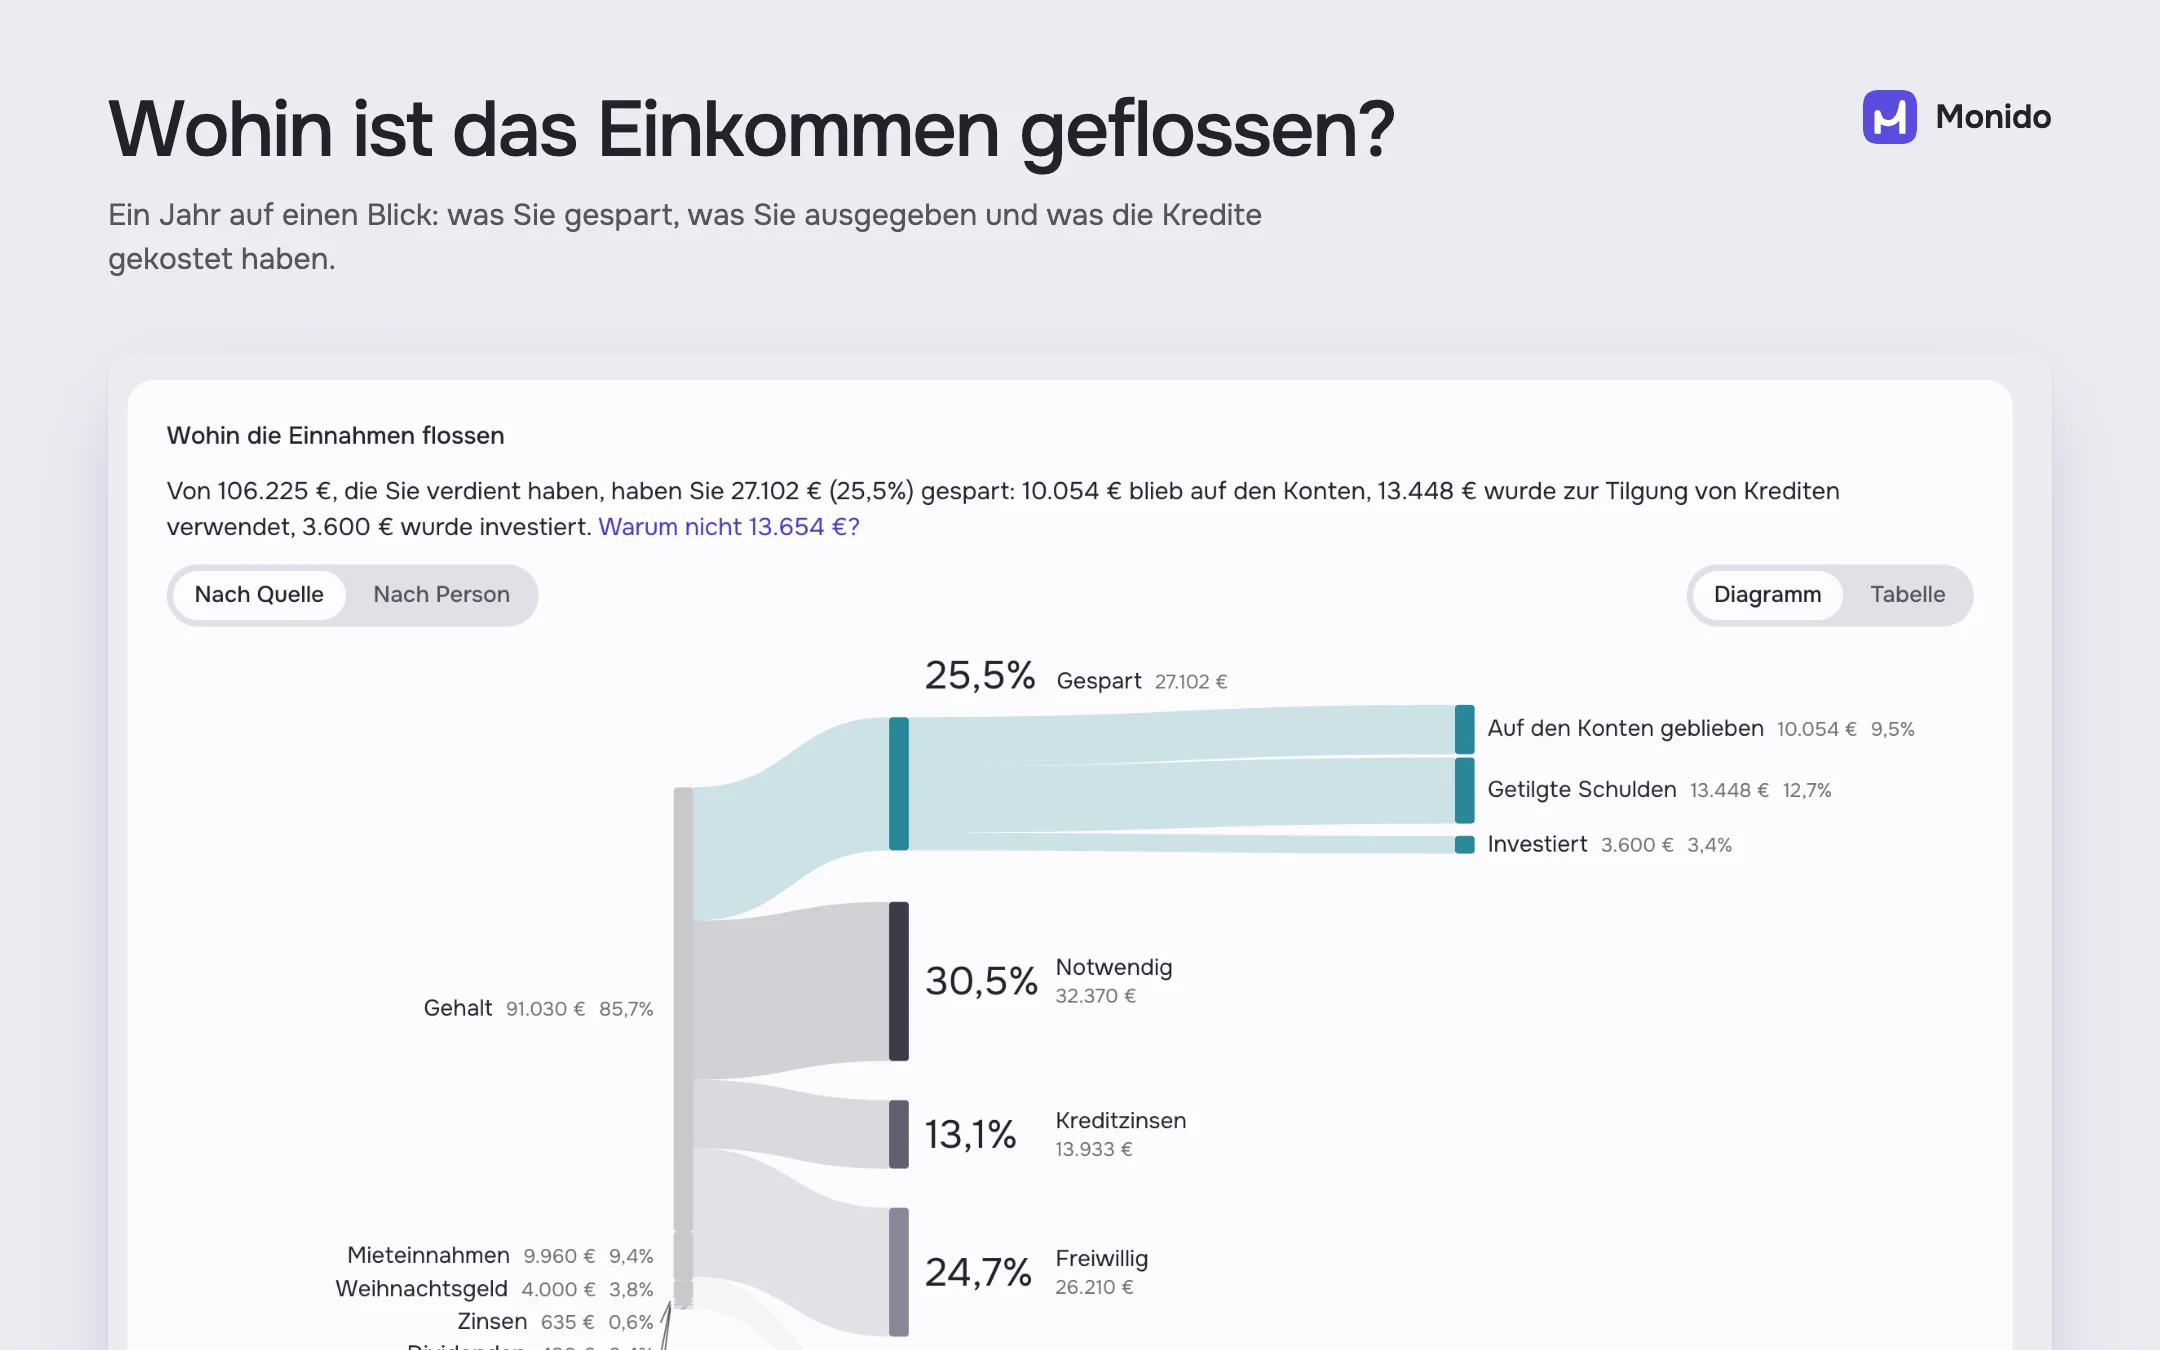 Wohin ist das Einkommen geflossen?
Monido
Ein Jahr auf einen Blick: was Sie gespart, was Sie ausgegeben und was die Kredite
gekostet haben.
Wohin die Einnahmen flossen
Von 106.225 €, die Sie verdient haben, haben Sie 27.102 € (25,5%) gespart: 10.054 € blieb auf den Konten, 13.448 € wurde zur Tilgung von Krediten
verwendet, 3.600 € wurde investiert. Warum nicht 13.654 €?
Nach Quelle Nach Person
Diagramm Tabelle
25,5% Gespart 27.102 €
Auf den Konten geblieben 10.054 € 9,5%
Getilgte Schulden 13.448 € 12,7%
Investiert 3.600 € 3,4%
30,5% Notwendig
32.370 €
Gehalt 91.030 € 85,7%
13,1% Kreditzinsen
13.933 €
24,7% Freiwillig
26.210 €
Mieteinnahmen 9.960 € 9,4%
Weihnachtsgeld 4.000 € 3,8%
Zinsen 635 € 0,6%